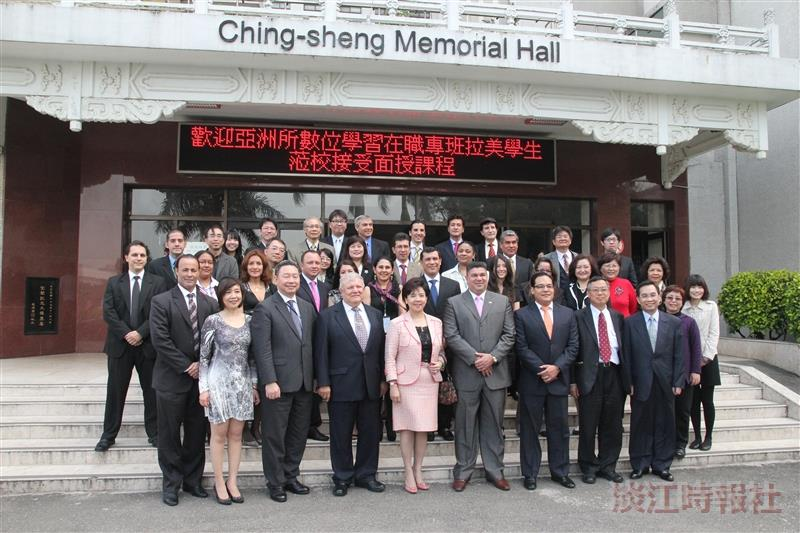 Ching-sheng Memorial Hall
歡迎亞洲所數位學習在職專班拉美學生
蒞校接受面授課程
淡江時報社